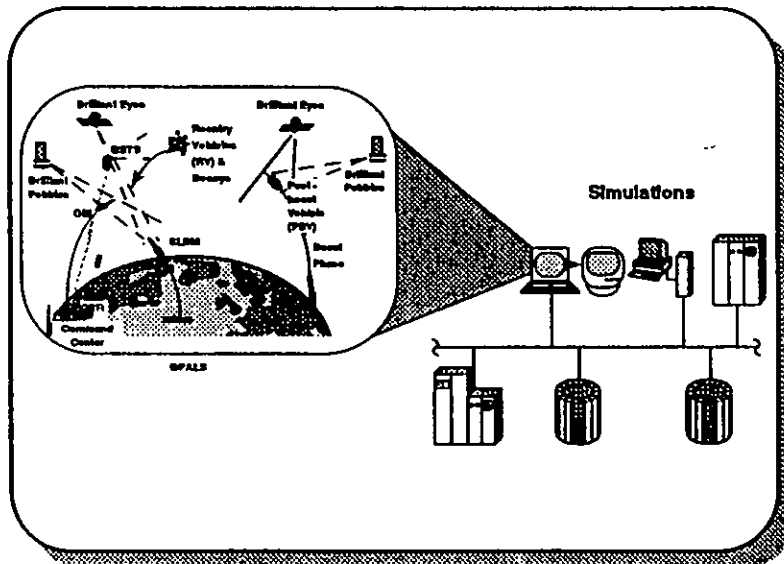 Brilliant Eyes
Brilliant Eyes
BSTS
Reentry
Vehicles
(RV) &
Decoys
Brilliant
Pebbles
Brilliant
Pebbles
Post -
boost
Vehicle
(PBV)
SLBM
Boost
Phase
Command
Center
GPALS
Simulations